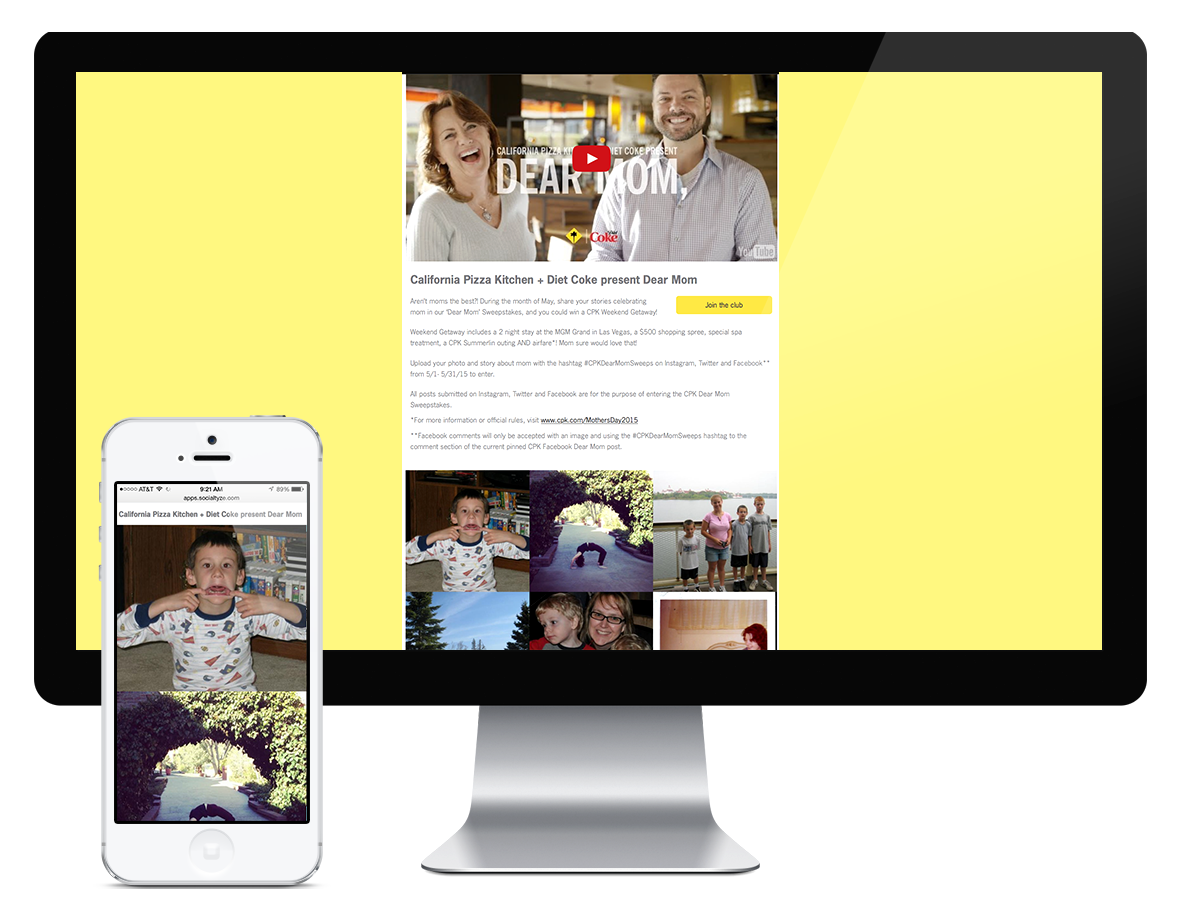 CALIFORNIA PIZZA KI
ET COKE PRESENT
DEAR MOM,
Diet Coke
YouTube
California Pizza Kitchen + Diet Coke present Dear Mom
Aren't moms the best?! During the month of May, share your stories celebrating
mom in our 'Dear Mom' Sweepstakes, and you could win a CPK Weekend Getaway!
Join the club
Weekend Getaway includes a 2 night stay at the MGM Grand in Las Vegas, a $500 shopping spree, special spa
treatment, a CPK Summerlin outing AND airfare*! Mom sure would love that!
Upload your photo and story about mom with the hashtag #CPKDearMomSweeps on Instagram, Twitter and Facebook**
from 5/1- 5/31/15 to enter.
All posts submitted on Instagram, Twitter and Facebook are for the purpose of entering the CPK Dear Mom
Sweepstakes.
*For more information or official rules, visit www.cpk.com/MothersDay2015
**Facebook comments will only be accepted with an image and using the #CPKDearMomSweeps hashtag to the
comment section of the current pinned CPK Facebook Dear Mom post.
AT&T 9:21 AM 89%
apps.socialtyze.com
California Pizza Kitchen + Diet Coke present Dear Mom